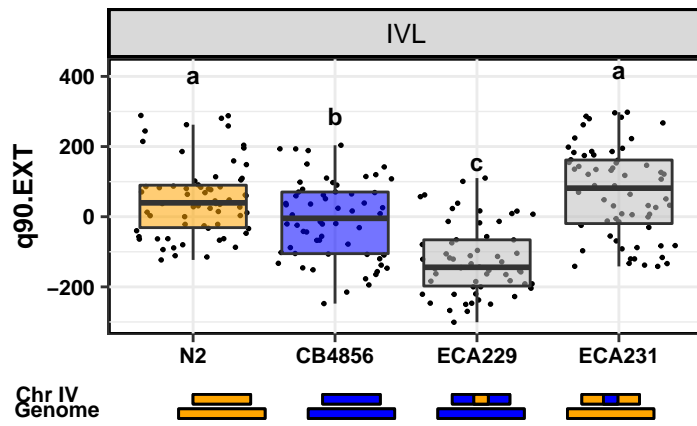 IVL
q90.EXT
400
200
0
−200
a
b
c
a
N2 CB4856 ECA229 ECA231
Chr IV
Genome